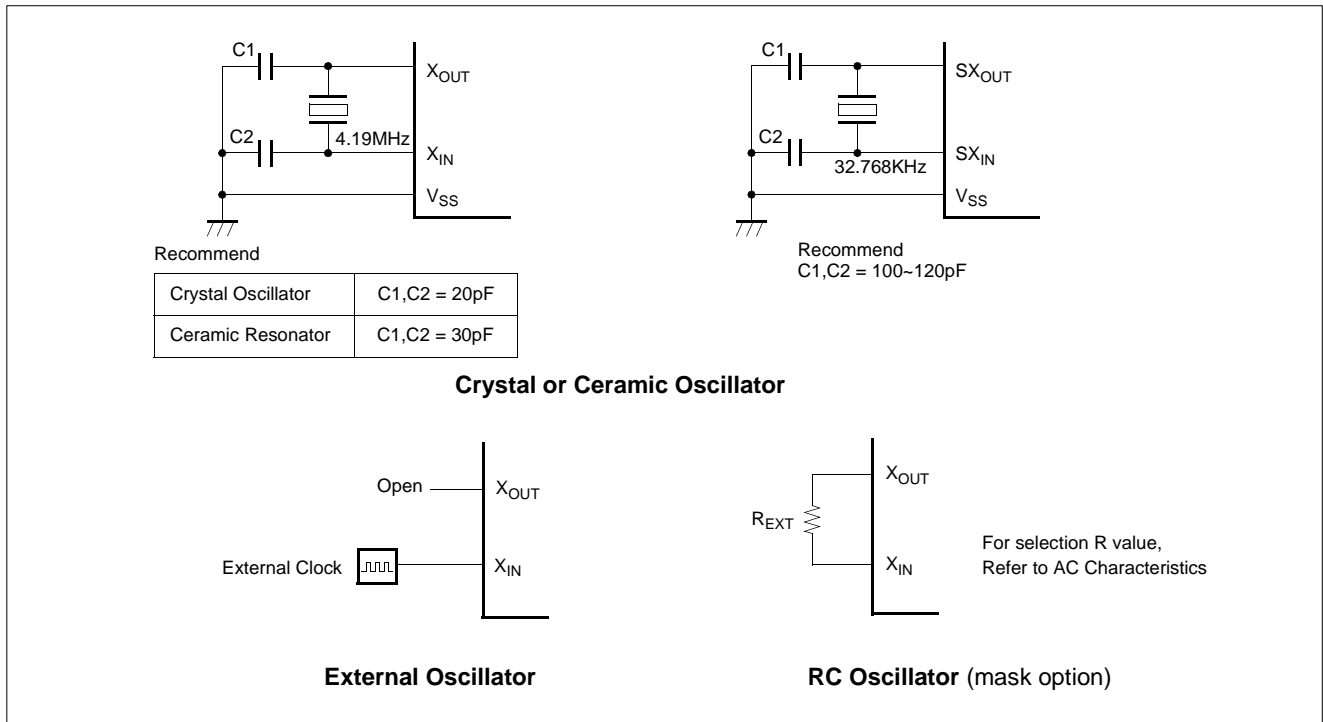 C1
XOUT
C2
4.19MHz
XIN
VSS
Recommend
Crystal Oscillator C1,C2 = 20pF
Ceramic Resonator C1,C2 = 30pF
C1
SXOUT
C2
32.768KHz
SXIN
VSS
Recommend
C1,C2 = 100~120pF
Crystal or Ceramic Oscillator
Open
XOUT
External Clock
XIN
External Oscillator
XOUT
REXT
XIN
For selection R value,
Refer to AC Characteristics
RC Oscillator (mask option)